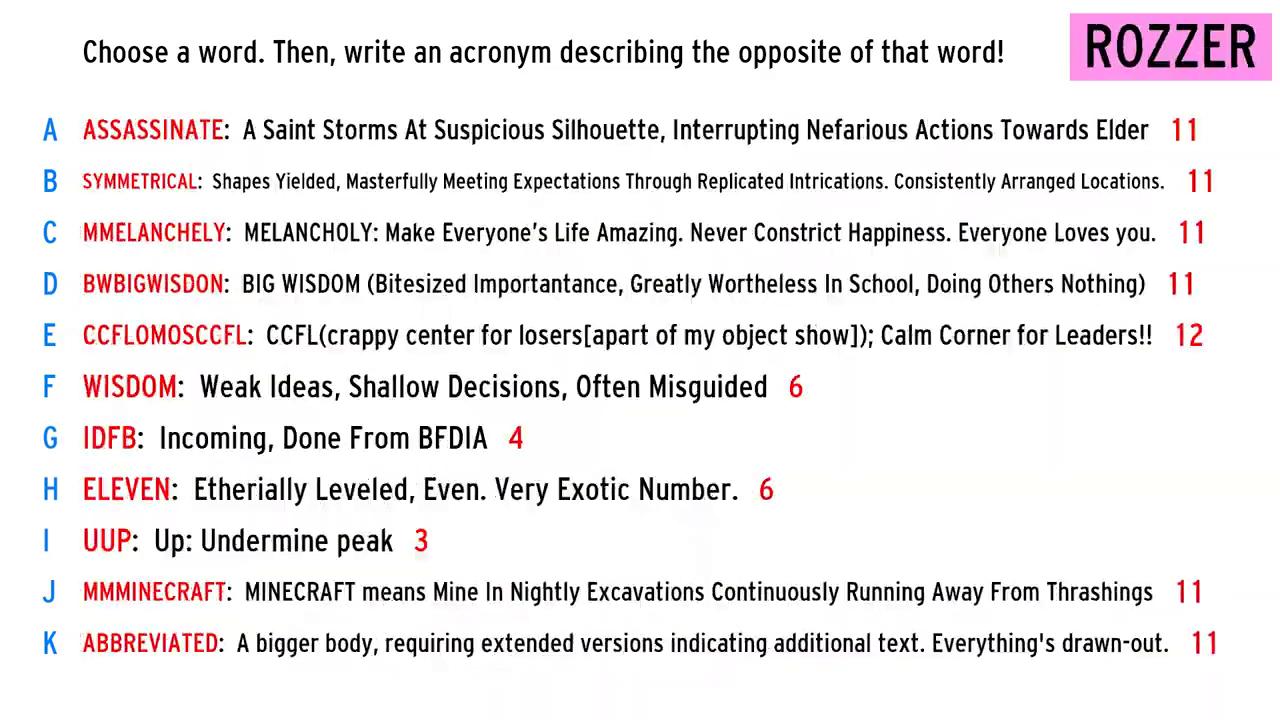 Choose a word. Then, write an acronym describing the opposite of that word!
ROZZER
A ASSASSINATE: A Saint Storms At Suspicious Silhouette, Interrupting Nefarious Actions Towards Elder 11
B SYMMETRICAL: Shapes Yielded, Masterfully Meeting Expectations Through Replicated Intrications. Consistently Arranged Locations. 11
C MMELANCHELY: MELANCHOLY: Make Everyone's Life Amazing. Never Constrict Happiness. Everyone Loves you. 11
D BWBIGWISDON: BIG WISDOM (Bitesized Importantance, Greatly Wortheless In School, Doing Others Nothing) 11
E CCFLOMOSCCFL: CCFL(crappy center for losers[apart of my object show]); Calm Corner for Leaders!! 12
F WISDOM: Weak Ideas, Shallow Decisions, Often Misguided 6
G IDFB: Incoming, Done From BFDIA 4
H ELEVEN: Etherially Leveled, Even. Very Exotic Number. 6
I UUP: Up: Undermine peak 3
J MMMINECRAFT: MINECRAFT means Mine In Nightly Excavations Continuously Running Away From Thrashings 11
K ABBREVIATED: A bigger body, requiring extended versions indicating additional text. Everything's drawn-out. 11